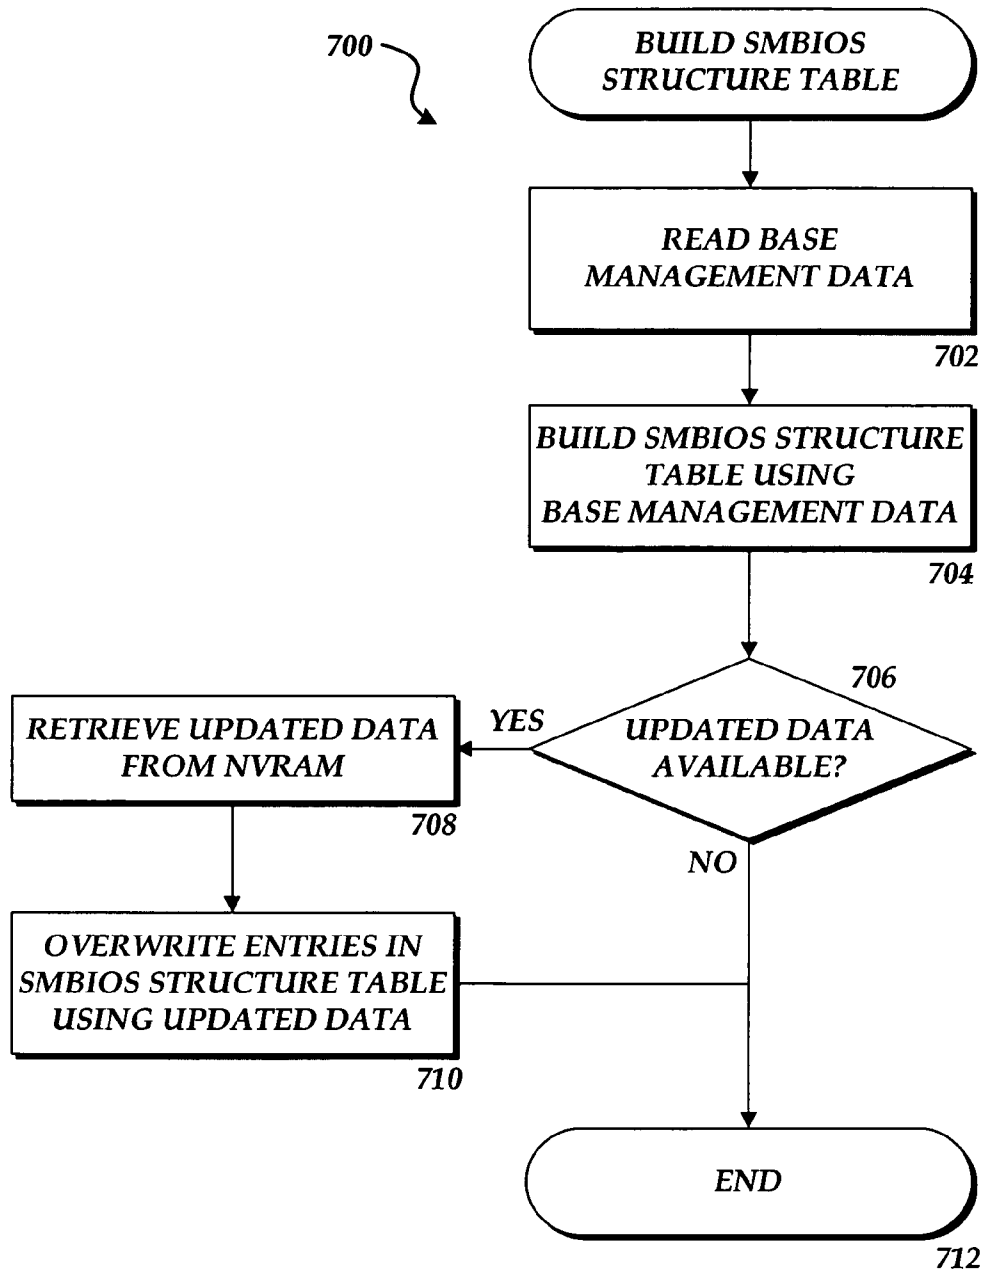 700
BUILD SMBIOS
STRUCTURE TABLE
READ BASE
MANAGEMENT DATA
702
BUILD SMBIOS STRUCTURE
TABLE USING
BASE MANAGEMENT DATA
704
706
UPDATED DATA
AVAILABLE?
YES
NO
RETRIEVE UPDATED DATA
FROM NVRAM
708
OVERWRITE ENTRIES IN
SMBIOS STRUCTURE TABLE
USING UPDATED DATA
710
END
712